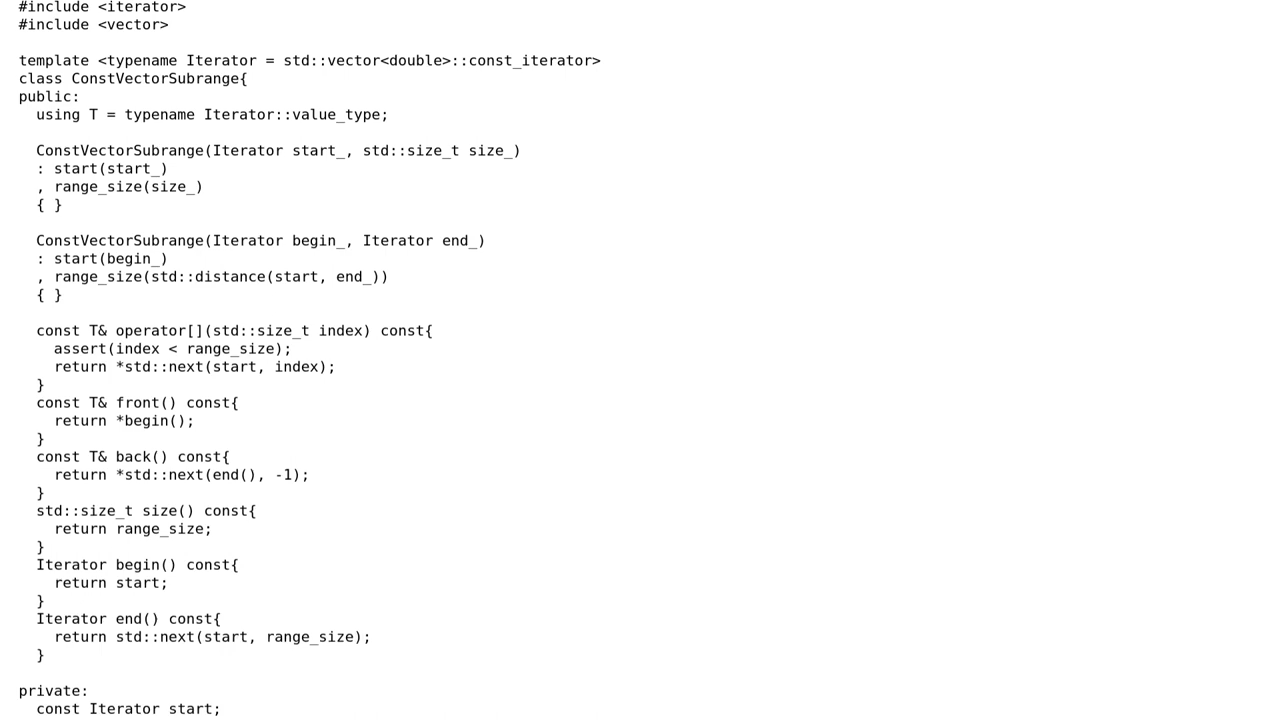 #include <iterator>
#include <vector>

template <typename Iterator = std::vector<double>::const_iterator>
class ConstVectorSubrange{
public:
  using T = typename Iterator::value_type;

  ConstVectorSubrange(Iterator start_, std::size_t size_)
  : start(start_)
  , range_size(size_)
  { }

  ConstVectorSubrange(Iterator begin_, Iterator end_)
  : start(begin_)
  , range_size(std::distance(start, end_))
  { }

  const T& operator[](std::size_t index) const{
    assert(index < range_size);
    return *std::next(start, index);
  }
  const T& front() const{
    return *begin();
  }
  const T& back() const{
    return *std::next(end(), -1);
  }
  std::size_t size() const{
    return range_size;
  }
  Iterator begin() const{
    return start;
  }
  Iterator end() const{
    return std::next(start, range_size);
  }

private:
  const Iterator start;